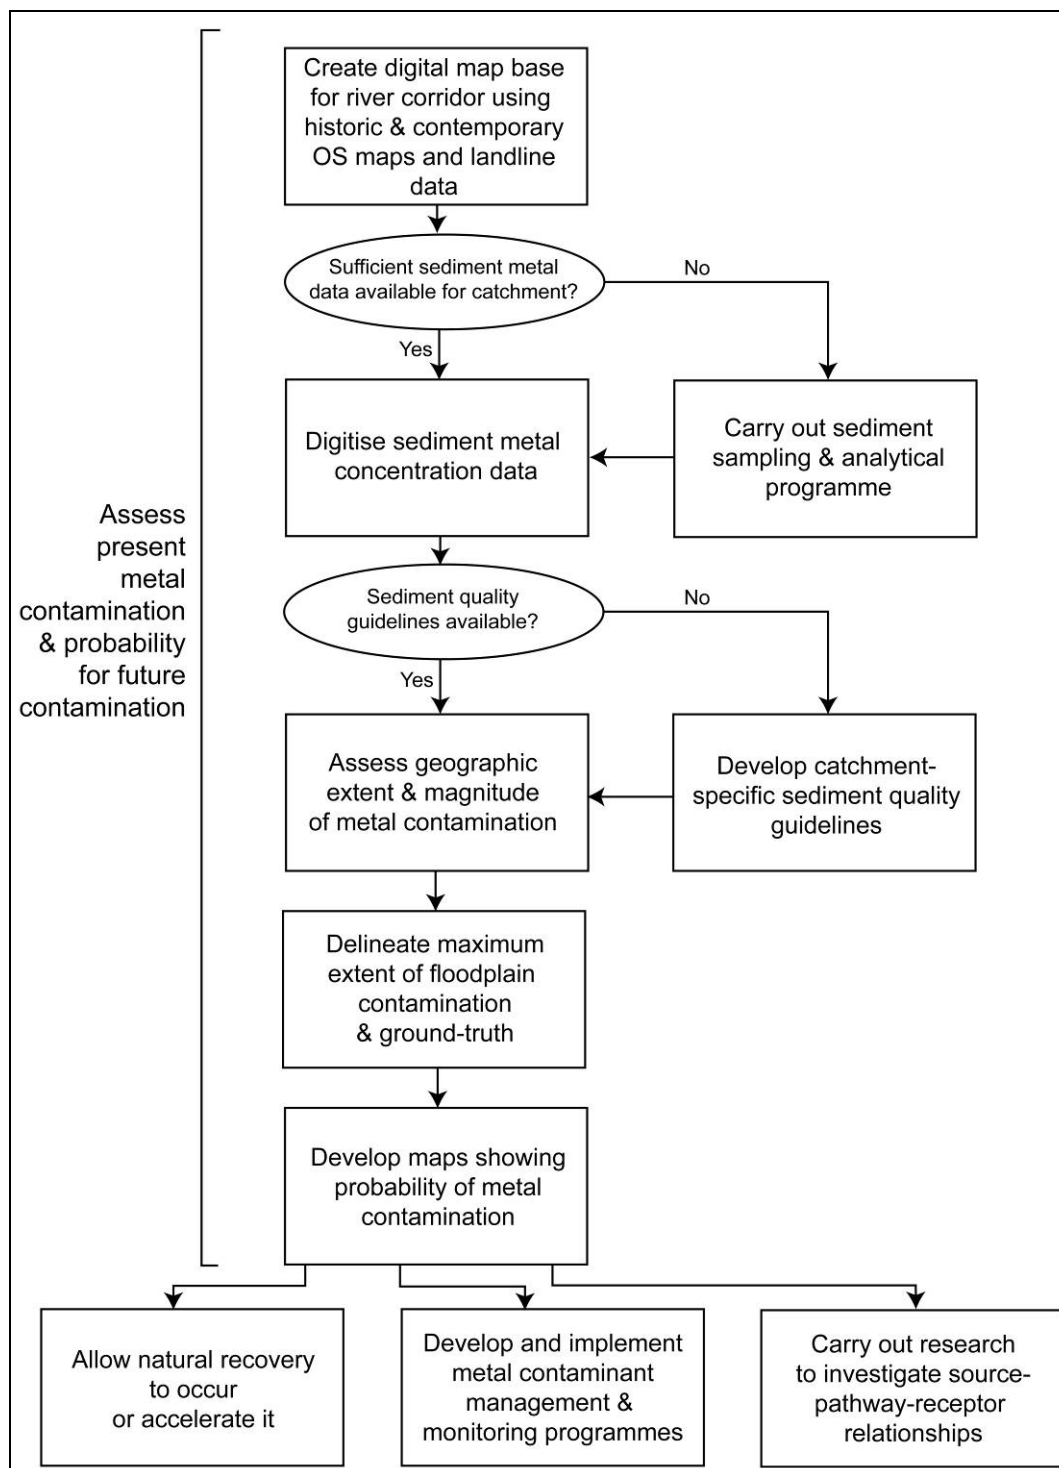 Create digital map base
for river corridor using
historic & contemporary
OS maps and landline
data
Sufficient sediment metal
data available for catchment?
No
Yes
Digitise sediment metal
concentration data
Carry out sediment
sampling & analytical
programme
Assess
present
metal
contamination
& probability
for future
contamination
Sediment quality
guidelines available?
No
Yes
Assess geographic
extent & magnitude
of metal contamination
Develop catchment-
specific sediment quality
guidelines
Delineate maximum
extent of floodplain
contamination
& ground-truth
Develop maps showing
probability of metal
contamination
Allow natural recovery
to occur
or accelerate it
Develop and implement
metal contaminant
management &
monitoring programmes
Carry out research
to investigate source-
pathway-receptor
relationships